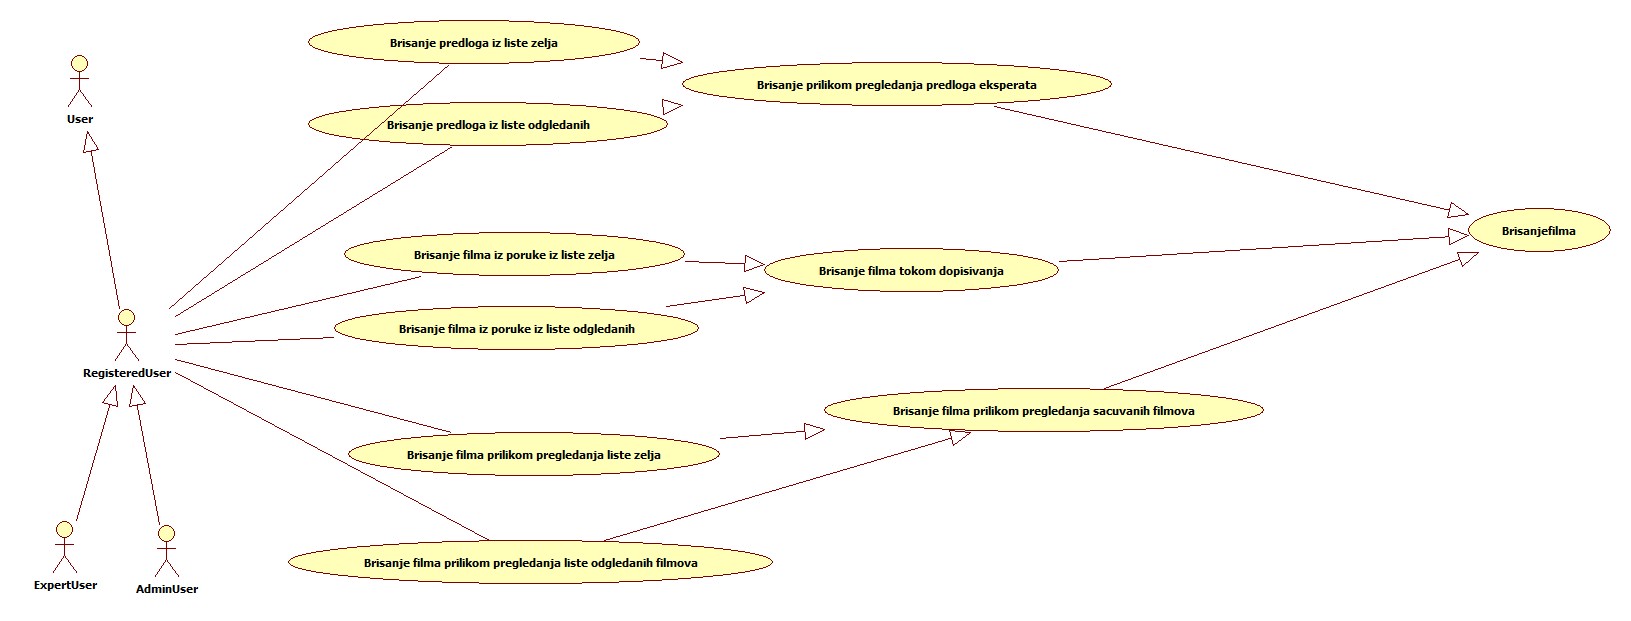 Brisanje predloga iz liste zelja
User
Brisanje prilikom pregledanja predloga eksperata
Brisanje predloga iz liste odgledanih
Brisanjefilma
Brisanje filma iz poruke iz liste zelja
Brisanje filma tokom dopisivanja
Brisanje filma iz poruke iz liste odgledanih
RegisteredUser
Brisanje filma prilikom pregledanja sacuvanih filmova
Brisanje filma prilikom pregledanja liste zelja
Brisanje filma prilikom pregledanja liste odgledanih filmova
ExpertUser
AdminUser